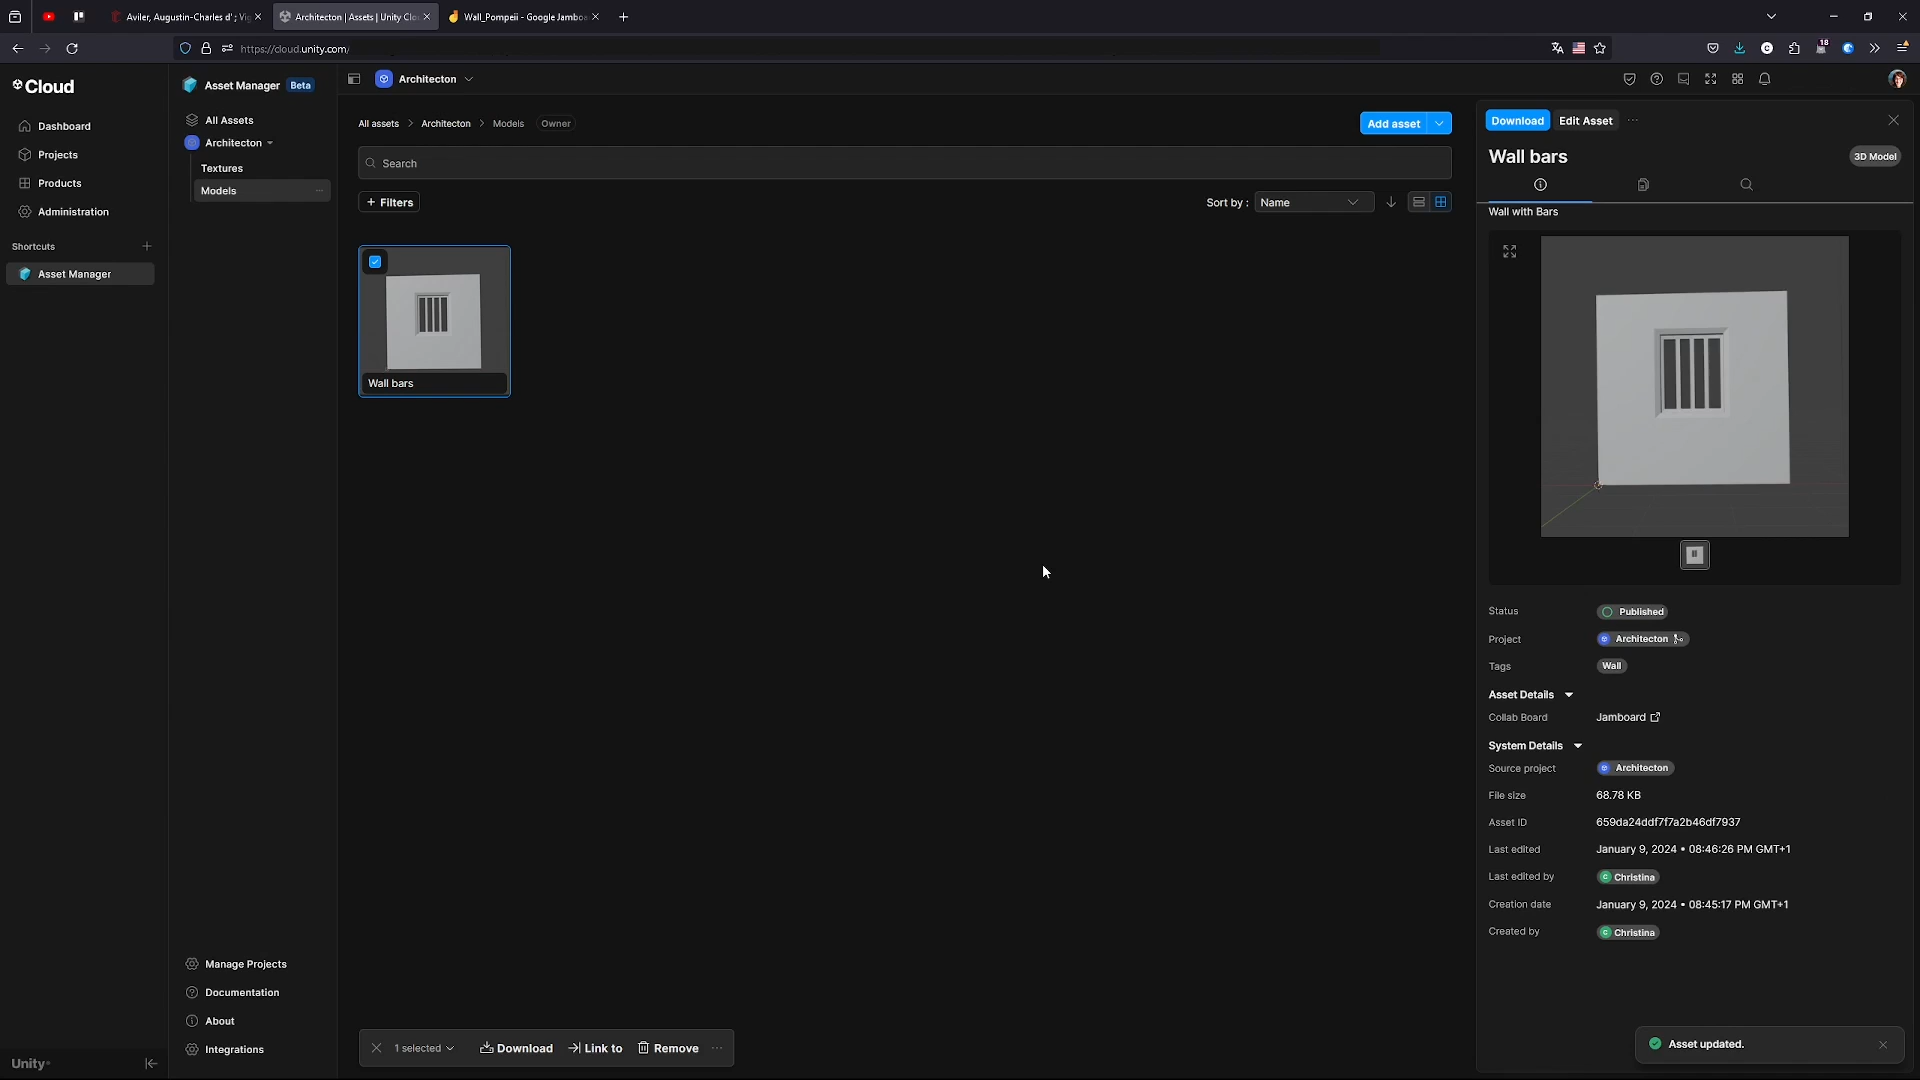 Aviler, Augustin-Charles d' ; Vi
Architecton | Assets | Unity Clo
Wall_Pompeii - Google Jamboa
https://cloud.unity.com/
18
Cloud
Dashboard
Projects
Products
Administration
Shortcuts
Asset Manager
Unity
Asset Manager Beta
All Assets
Architecton
Textures
Models
Manage Projects
Documentation
About
Integrations
Architecton
All assets > Architecton > Models Owner
Add asset
Search
+ Filters
Sort by : Name
Wall bars
1 selected
Download
Link to
Remove
Download Edit Asset
Wall bars
3D Model
Wall with Bars
Status Published
Project Architecton
Tags Wall
Asset Details
Collab Board Jamboard
System Details
Source project Architecton
File size 68.78 KB
Asset ID 659da24ddf7f7a2b46df7937
Last edited January 9, 2024 • 08:46:26 PM GMT+1
Last edited by C Christina
Creation date January 9, 2024 • 08:45:17 PM GMT+1
Created by C Christina
Asset updated.